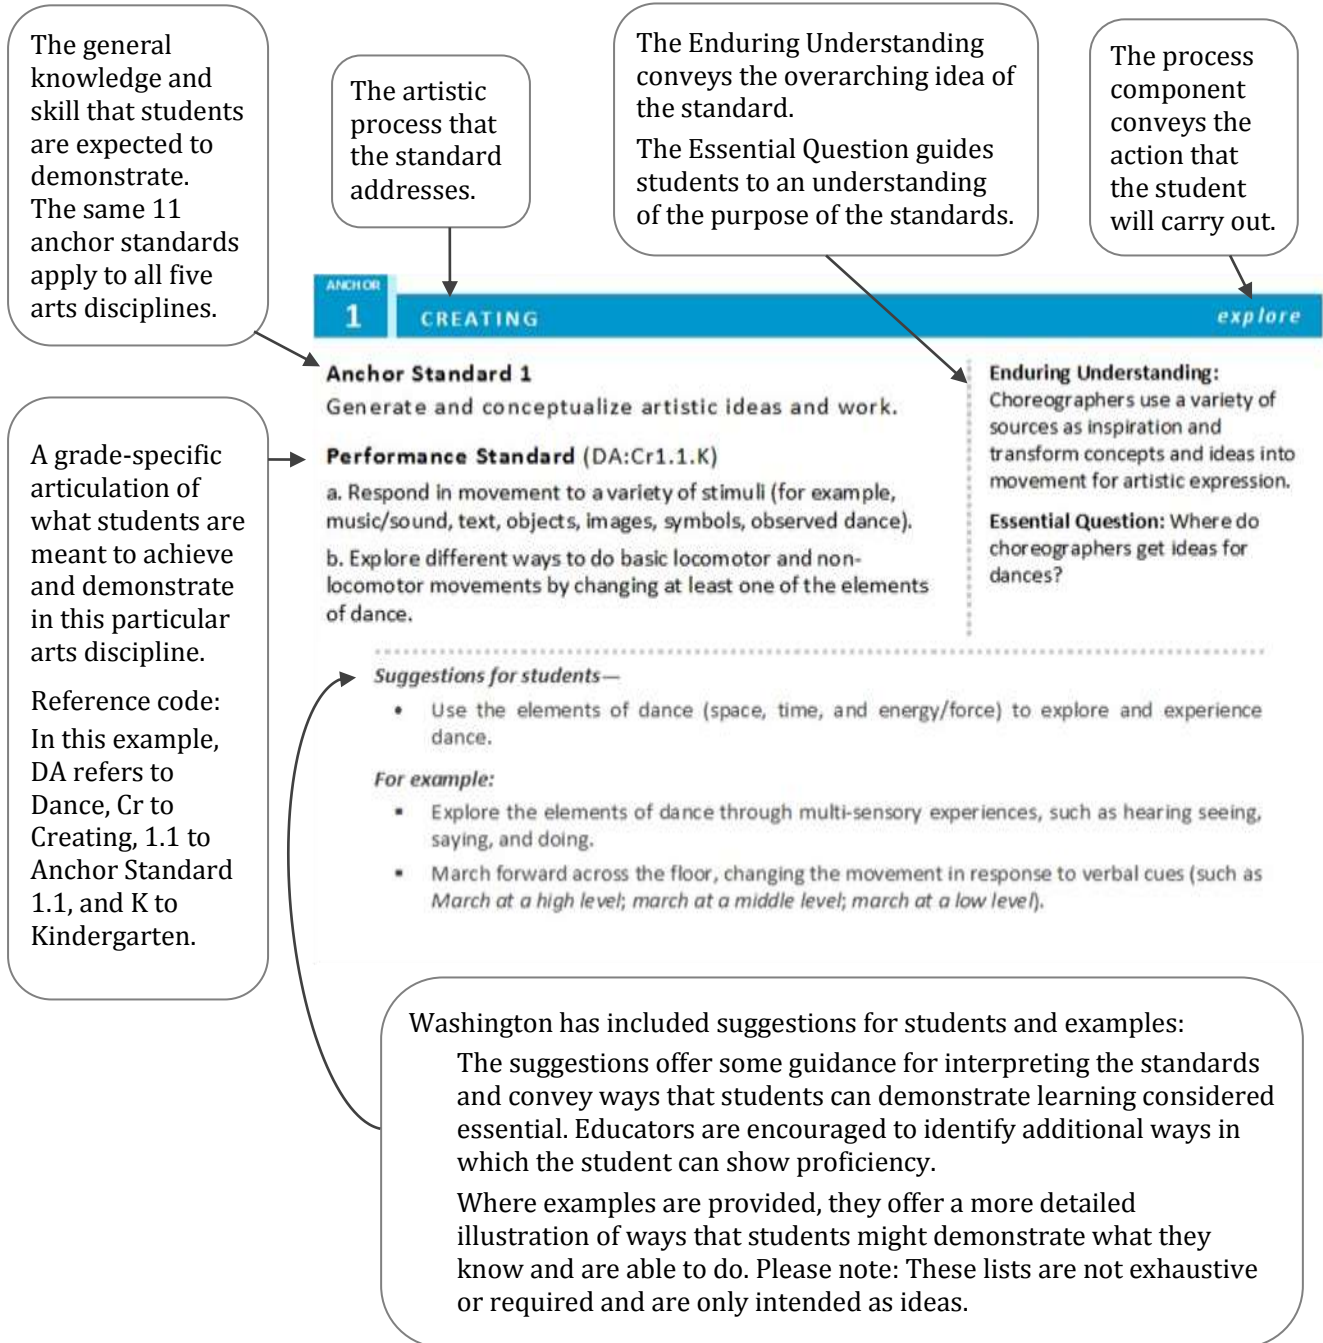 The general
knowledge and
skill that students
are expected to
demonstrate.
The same 11
anchor standards
apply to all five
arts disciplines.
The artistic
process that
the standard
addresses.
The Enduring Understanding
conveys the overarching idea of
the standard.
The Essential Question guides
students to an understanding
of the purpose of the standards.
The process
component
conveys the
action that
the student
will carry out.
ANCHOR
1
CREATING
explore
Anchor Standard 1
Generate and conceptualize artistic ideas and work.
Performance Standard (DA:Cr1.1.K)
a. Respond in movement to a variety of stimuli (for example,
music/sound, text, objects, images, symbols, observed dance).
b. Explore different ways to do basic locomotor and non-
locomotor movements by changing at least one of the elements
of dance.
Enduring Understanding:
Choreographers use a variety of
sources as inspiration and
transform concepts and ideas into
movement for artistic expression.
Essential Question: Where do
choreographers get ideas for
dances?
A grade-specific
articulation of
what students are
meant to achieve
and demonstrate
in this particular
arts discipline.
Reference code:
In this example,
DA refers to
Dance, Cr to
Creating, 1.1 to
Anchor Standard
1.1, and K to
Kindergarten.
Suggestions for students—
• Use the elements of dance (space, time, and energy/force) to explore and experience
dance.
For example:
▪ Explore the elements of dance through multi-sensory experiences, such as hearing seeing,
saying, and doing.
▪ March forward across the floor, changing the movement in response to verbal cues (such as
March at a high level; march at a middle level; march at a low level).
Washington has included suggestions for students and examples:
The suggestions offer some guidance for interpreting the standards
and convey ways that students can demonstrate learning considered
essential. Educators are encouraged to identify additional ways in
which the student can show proficiency.
Where examples are provided, they offer a more detailed
illustration of ways that students might demonstrate what they
know and are able to do. Please note: These lists are not exhaustive
or required and are only intended as ideas.